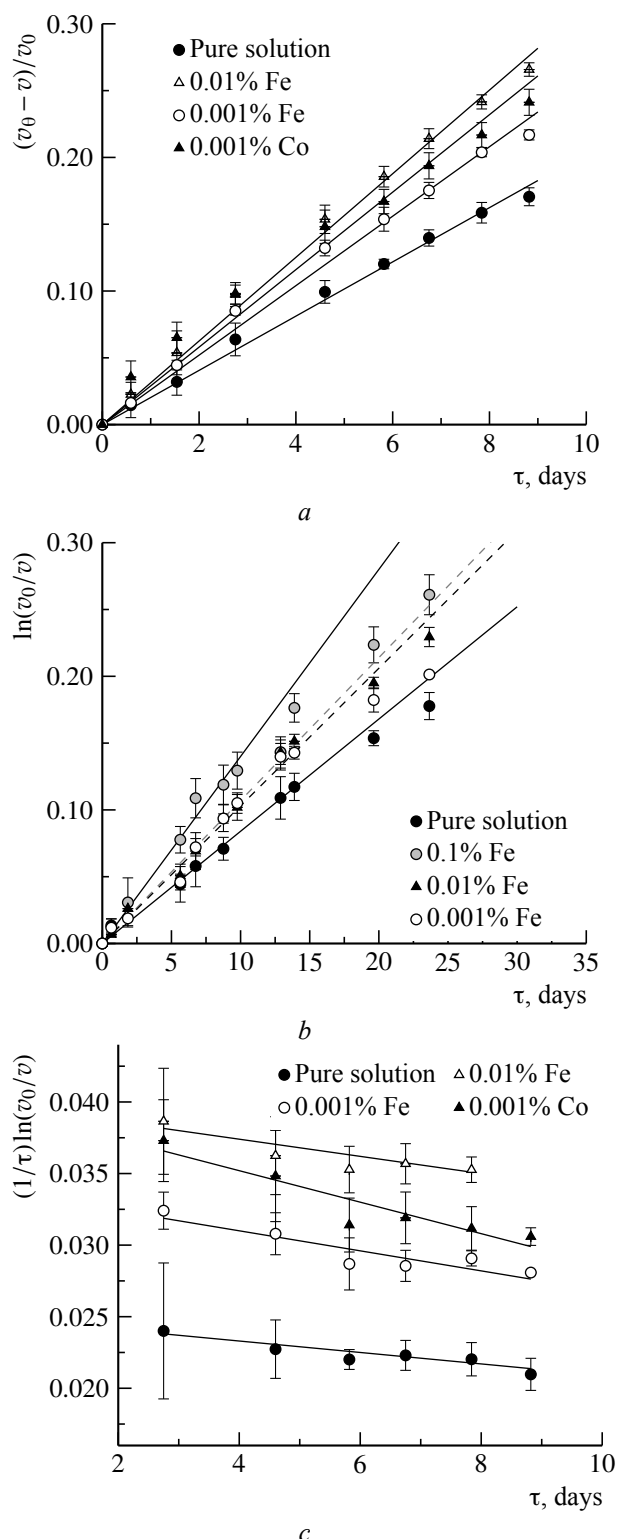 (v_θ − v)/v_0
0.30
0.20
0.10
0.00
Pure solution
0.01% Fe
0.001% Fe
0.001% Co
0 2 4 6 8 10
τ, days
a
ln(v_0/v)
0.30
0.20
0.10
0.00
Pure solution
0.1% Fe
0.01% Fe
0.001% Fe
0 5 10 15 20 25 30 35
τ, days
b
(1/τ)ln(v_0/v)
Pure solution 0.01% Fe
0.001% Fe 0.001% Co
0.040
0.035
0.030
0.025
0.020
2 4 6 8 10
τ, days
c